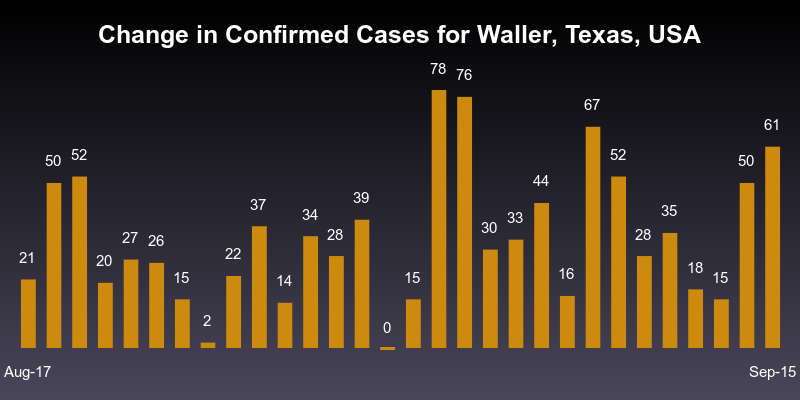 Change in Confirmed Cases for Waller, Texas, USA
21 50 52 20 27 26 15 2 22 37 14 34 28 39 0 15 78 76 30 33 44 16 67 52 28 35 18 15 50 61
Aug-17 Sep-15